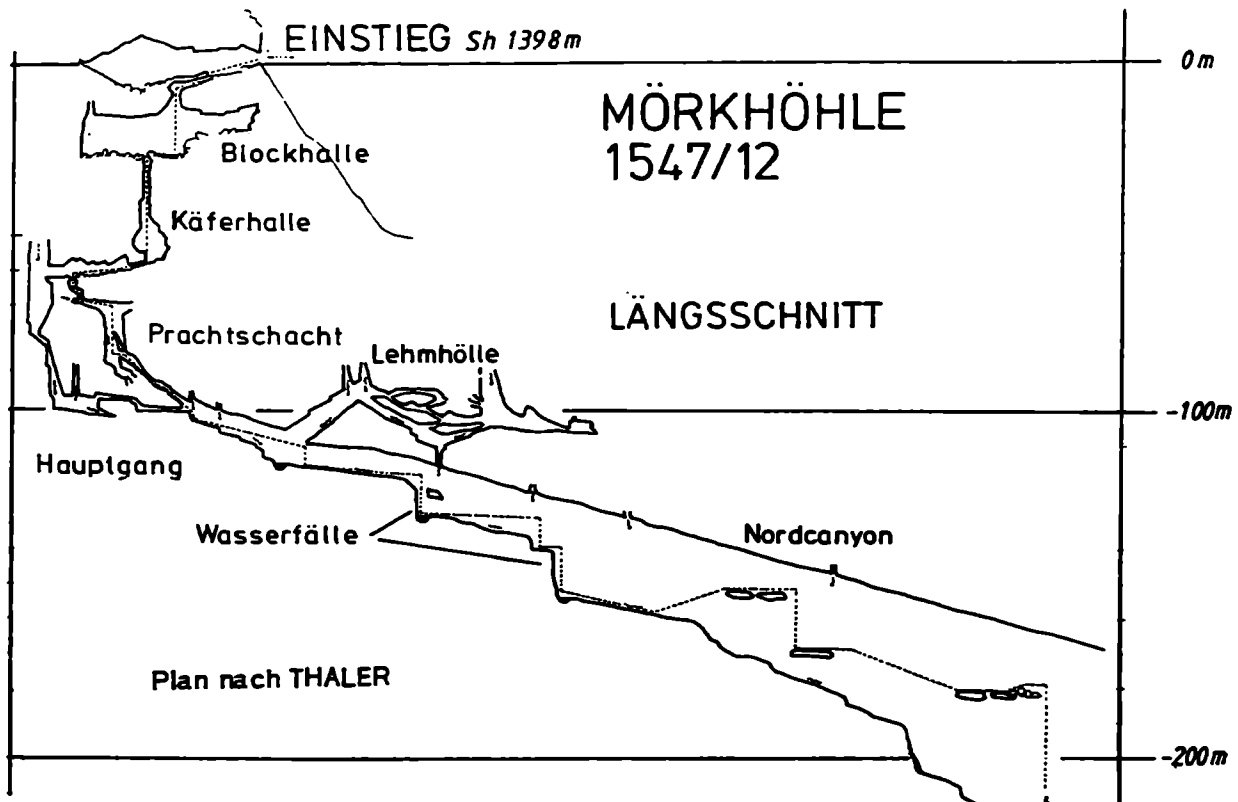 EINSTIEG Sh 1398m
0m
MÖRKHÖHLE
1547/12
Blockhalle
Käferhalle
LÄNGSSCHNITT
Prachtschacht
Lehmhölle
-100m
Hauptgang
Wasserfälle
Nordcanyon
Plan nach THALER
-200m